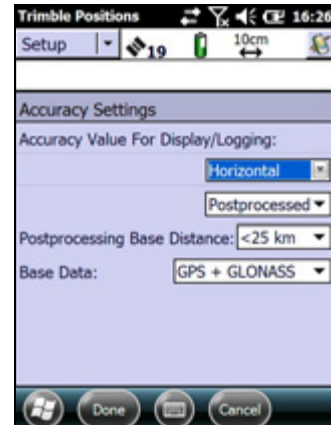 Trimble Positions 16:26
Setup 19 10cm
Accuracy Settings
Accuracy Value For Display/Logging:
Horizontal
Postprocessed
Postprocessing Base Distance: <25 km
Base Data: GPS + GLONASS
Done Cancel